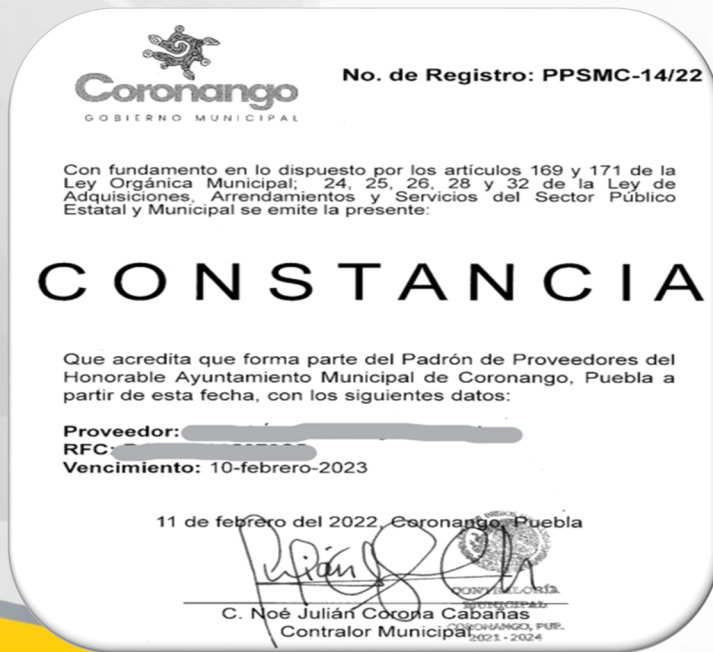 Coronango
GOBIERNO MUNICIPAL
No. de Registro: PPSMC-14/22
Con fundamento en lo dispuesto por los artículos 169 y 171 de la
Ley Orgánica Municipal; 24, 25, 26, 28 y 32 de la Ley de
Adquisiciones, Arrendamientos y Servicios del Sector Público
Estatal y Municipal se emite la presente:
CONSTANCIA
Que acredita que forma parte del Padrón de Proveedores del
Honorable Ayuntamiento Municipal de Coronango, Puebla a
partir de esta fecha, con los siguientes datos:
Proveedor:
RFC:
Vencimiento: 10-febrero-2023
11 de febrero del 2022, Coronango, Puebla
CONTRALORÍA
MUNICIPAL
CORONANGO, PUE.
2021 - 2024
C. Noé Julián Corona Cabañas
Contralor Municipal